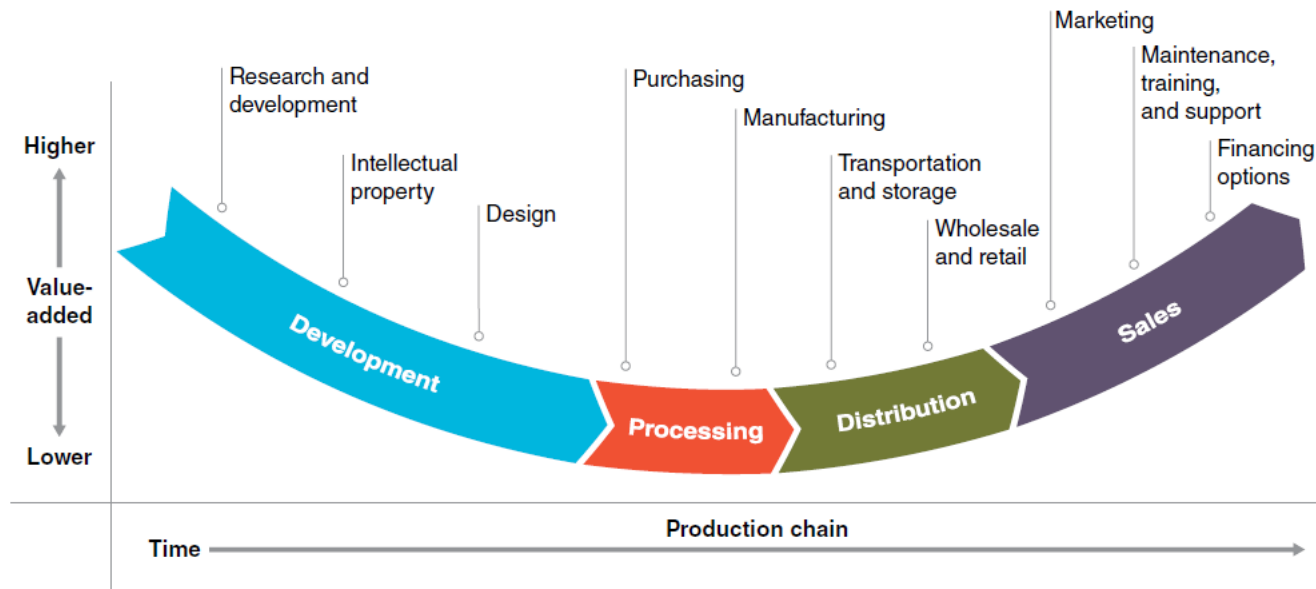 Marketing
Research and
development
Purchasing
Maintenance,
training,
and support
Manufacturing
Higher
Intellectual
property
Transportation
and storage
Financing
options
Design
Wholesale
and retail
Value-
added
Development
Processing
Distribution
Sales
Lower
Production chain
Time